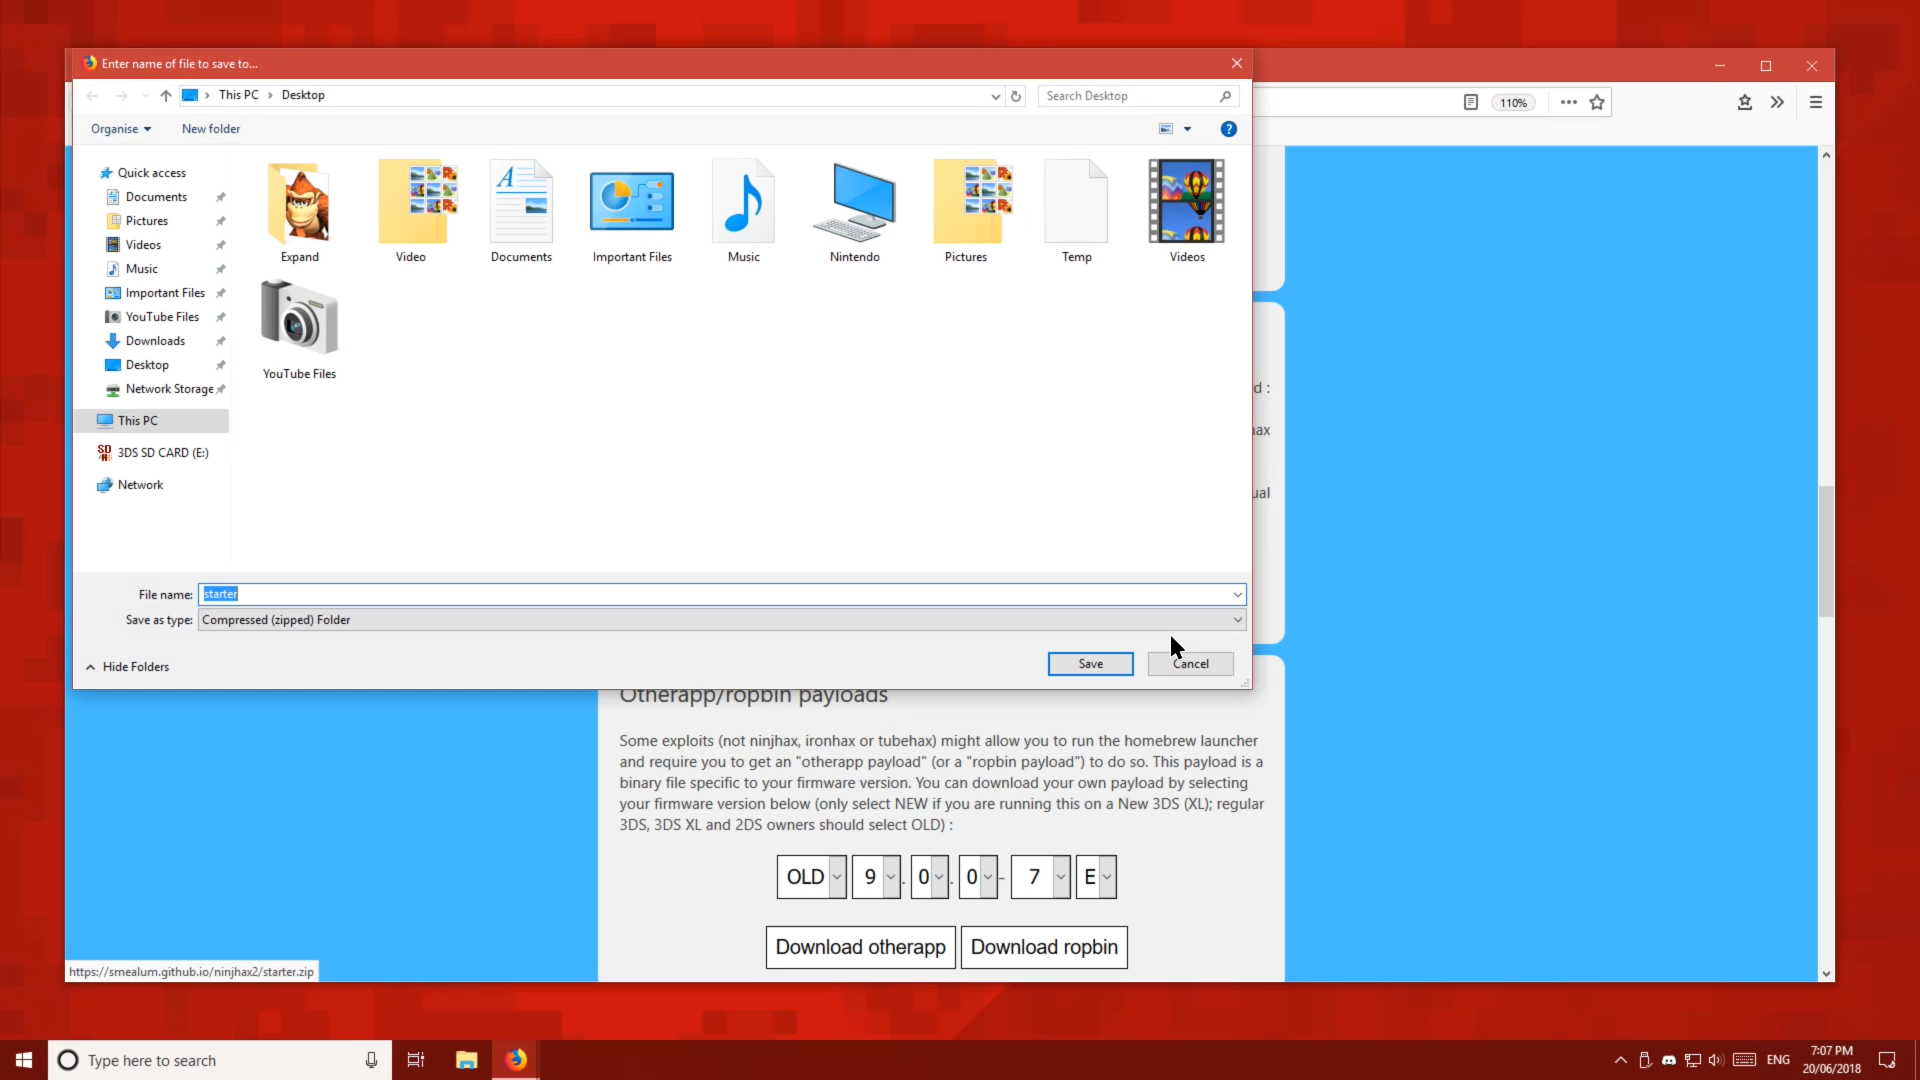 Enter name of file to save to...
This PC
Desktop
Search Desktop
110%
Organise
New folder
Quick access
Documents
Pictures
Videos
Music
Important Files
YouTube Files
Downloads
Desktop
Network Storage
This PC
3DS SD CARD (E:)
Network
Expand
Video
Documents
Important Files
Music
Nintendo
Pictures
Temp
Videos
YouTube Files
d :
ax
ual
File name: starter
Save as type: Compressed (zipped) Folder
Hide Folders
Save
Cancel
Otherapp/ropbin payloads
Some exploits (not ninjhax, ironhax or tubehax) might allow you to run the homebrew launcher
and require you to get an "otherapp payload" (or a "ropbin payload") to do so. This payload is a
binary file specific to your firmware version. You can download your own payload by selecting
your firmware version below (only select NEW if you are running this on a New 3DS (XL); regular
3DS, 3DS XL and 2DS owners should select OLD) :
OLD 9 . 0 . 0 - 7 E
Download otherapp Download ropbin
https://smealum.github.io/ninjhax2/starter.zip
Type here to search
ENG
7:07 PM
20/06/2018